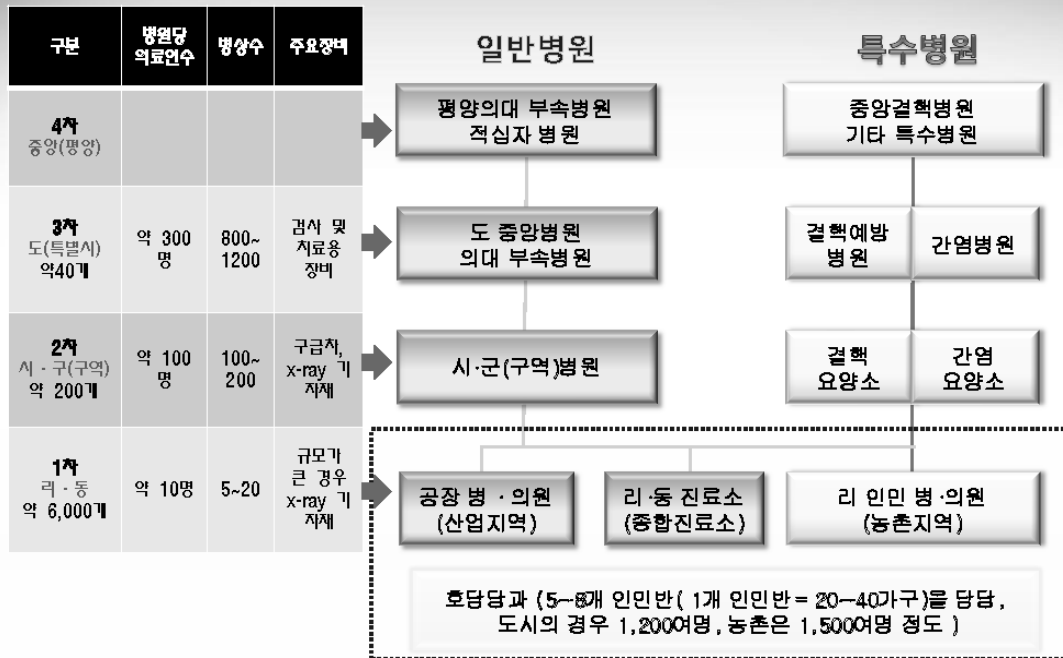 구분
병원당
의료인수
병상수
주요장비
4차
중앙(평양)
3차
도(특별시)
약40개
약 300
명
800~
1200
검사 및
치료용
장비
2차
시 · 구(구역)
약 200개
약 100
명
100~
200
구급차,
x-ray 기
자재
1차
리 · 동
약 6,000개
약 10명
5~20
규모가
큰 경우
x-ray 기
자재
일반병원
평양의대 부속병원
적십자 병원
도 중앙병원
의대 부속병원
시·군(구역)병원
공장 병 · 의원
(산업지역)
리·동 진료소
(종합진료소)
특수병원
중앙결핵병원
기타 특수병원
결핵예방
병원
간염병원
결핵
요양소
간염
요양소
리 인민 병·의원
(농촌지역)
호담당과 (5~8개 인민반( 1개 인민반= 20~40가구)을 담당,
도시의 경우 1,200여명, 농촌은 1,500여명 정도 )